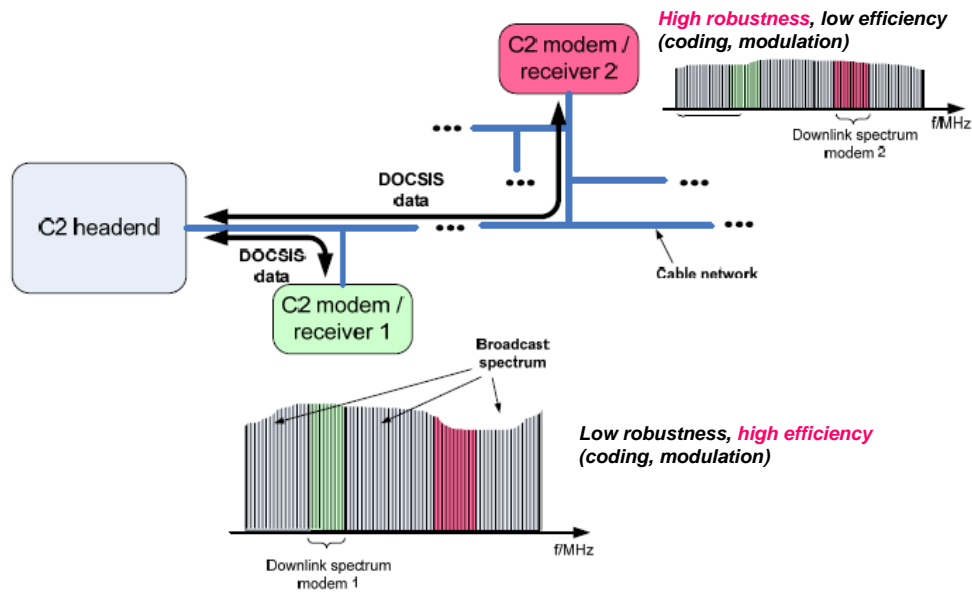 High robustness, low efficiency
(coding, modulation)
C2 modem /
receiver 2
f/MHz
Downlink spectrum
modem 2
DOCSIS
data
C2 headend
DOCSIS
data
Cable network
C2 modem /
receiver 1
Broadcast
spectrum
Low robustness, high efficiency
(coding, modulation)
f/MHz
Downlink spectrum
modem 1